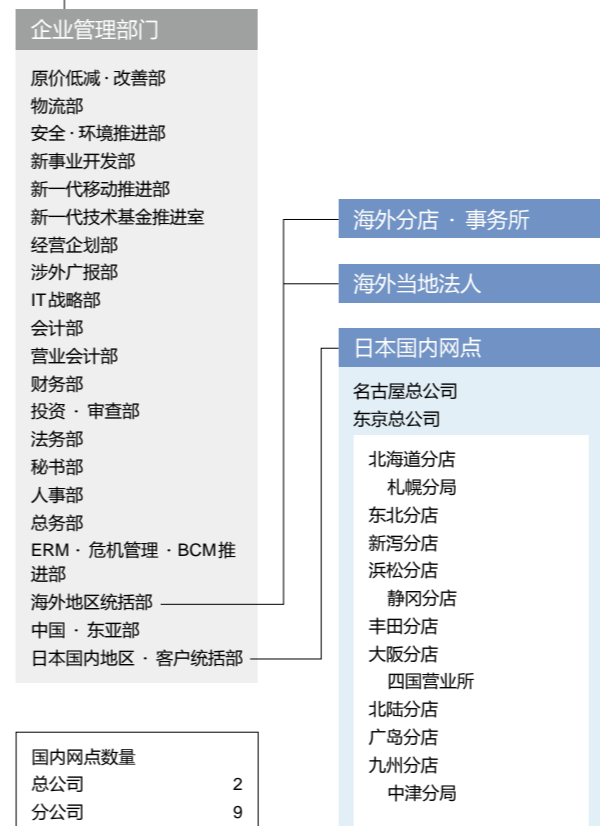 企业管理部门
原价低减 · 改善部
物流部
安全 · 环境推进部
新事业开发部
新一代移动推进部
新一代技术基金推进室
经营企划部
涉外广报部
IT战略部
会计部
营业会计部
财务部
投资 · 审查部
法务部
秘书部
人事部
总务部
ERM · 危机管理 · BCM推
进部
海外地区统括部
中国 · 东亚部
日本国内地区 · 客户统括部
国内网点数量
总公司 2
分公司 9
海外分店 · 事务所
海外当地法人
日本国内网点
名古屋总公司
东京总公司
北海道分店
札幌分局
东北分店
新泻分店
浜松分店
静冈分店
丰田分店
大阪分店
四国营业所
北陆分店
广岛分店
九州分店
中津分局